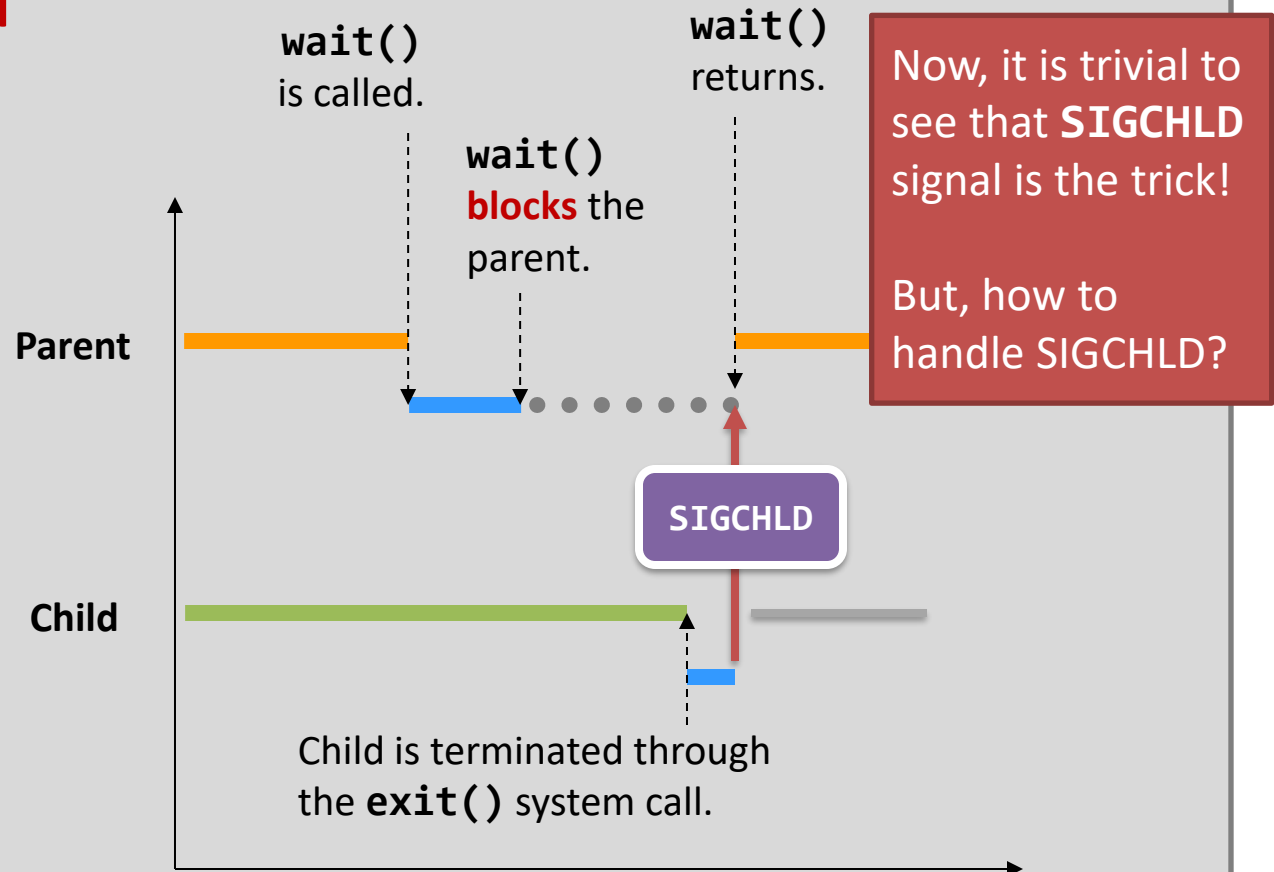 wait()
is called.
wait()
blocks the
parent.
wait()
returns.
Now, it is trivial to
see that SIGCHLD
signal is the trick!
But, how to
handle SIGCHLD?
Parent
SIGCHLD
Child
Child is terminated through
the exit() system call.